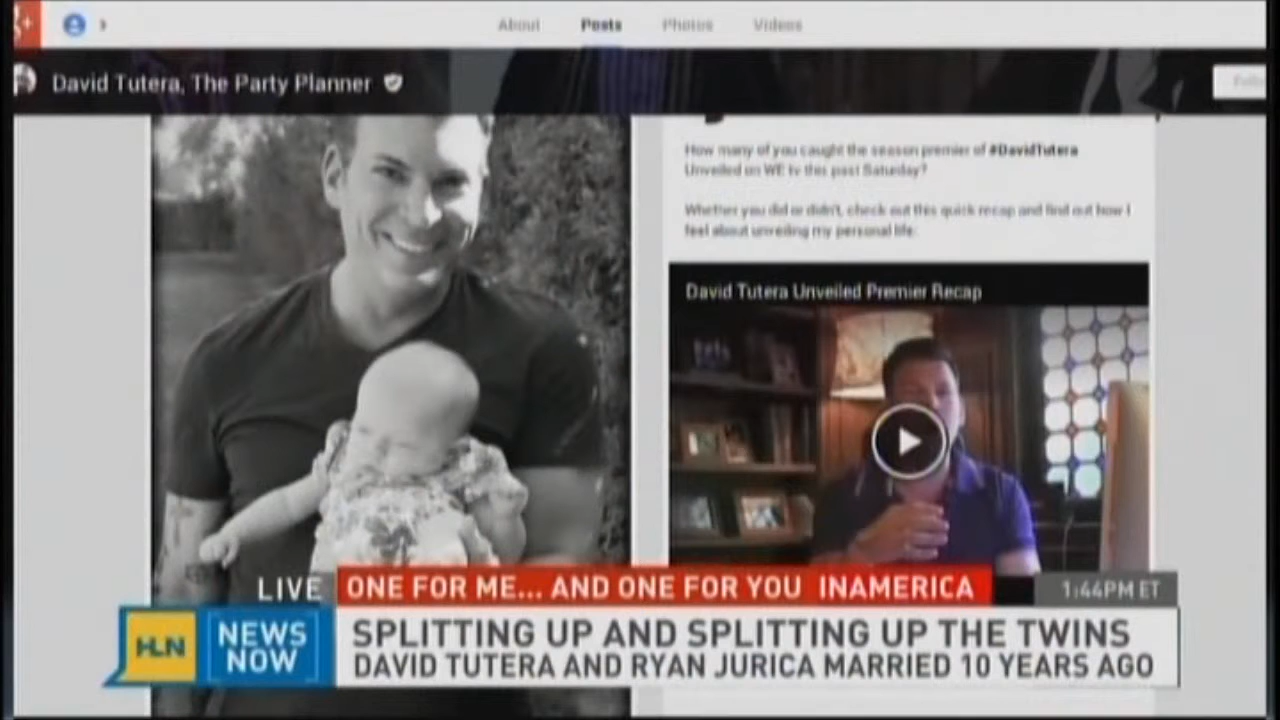 About Posts Photos Videos
David Tutera, The Party Planner
How many of you caught the season premier of #DavidTutera
Unveiled on WE tv this past Saturday?
Whether you did or didn't, check out this quick recap and find out how I
feel about unveiling my personal life:
David Tutera Unveiled Premier Recap
LIVE ONE FOR ME... AND ONE FOR YOU INAMERICA 1:44PM ET
HLN NEWS NOW
SPLITTING UP AND SPLITTING UP THE TWINS
DAVID TUTERA AND RYAN JURICA MARRIED 10 YEARS AGO